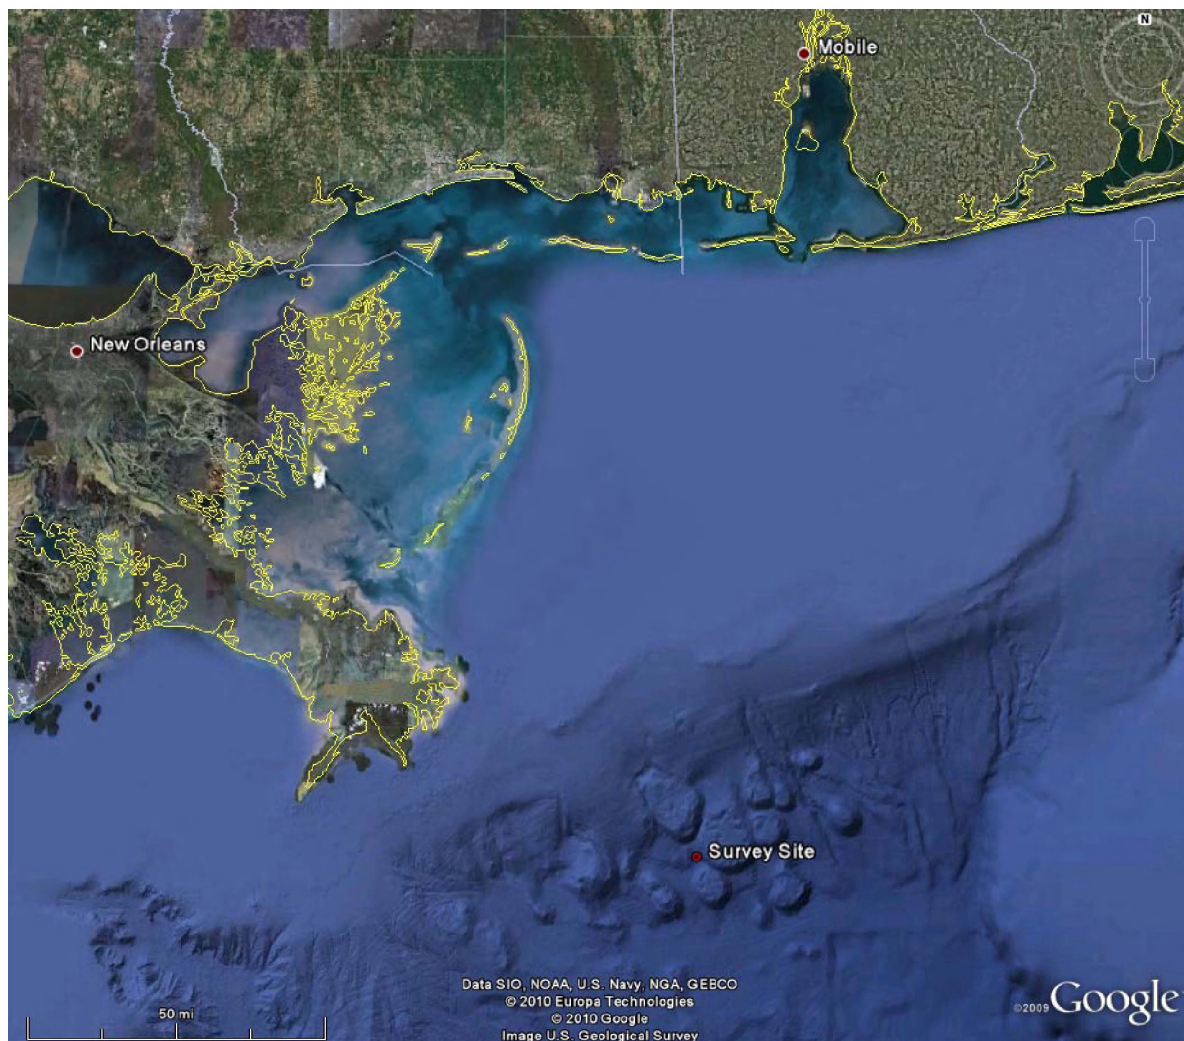 N
Mobile
New Orleans
Survey Site
Data SIO, NOAA, U.S. Navy, NGA, GEBCO
© 2010 Europa Technologies
© 2010 Google
Image U.S. Geological Survey
50 mi
©2009 Google